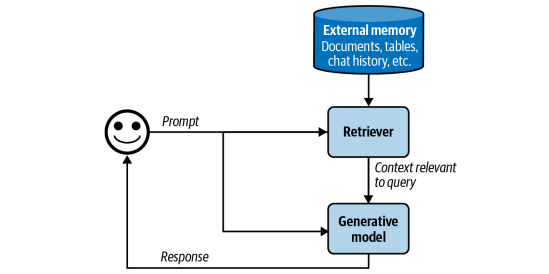 External memory
Documents, tables,
chat history, etc.
Prompt
Retriever
Context relevant
to query
Generative
model
Response